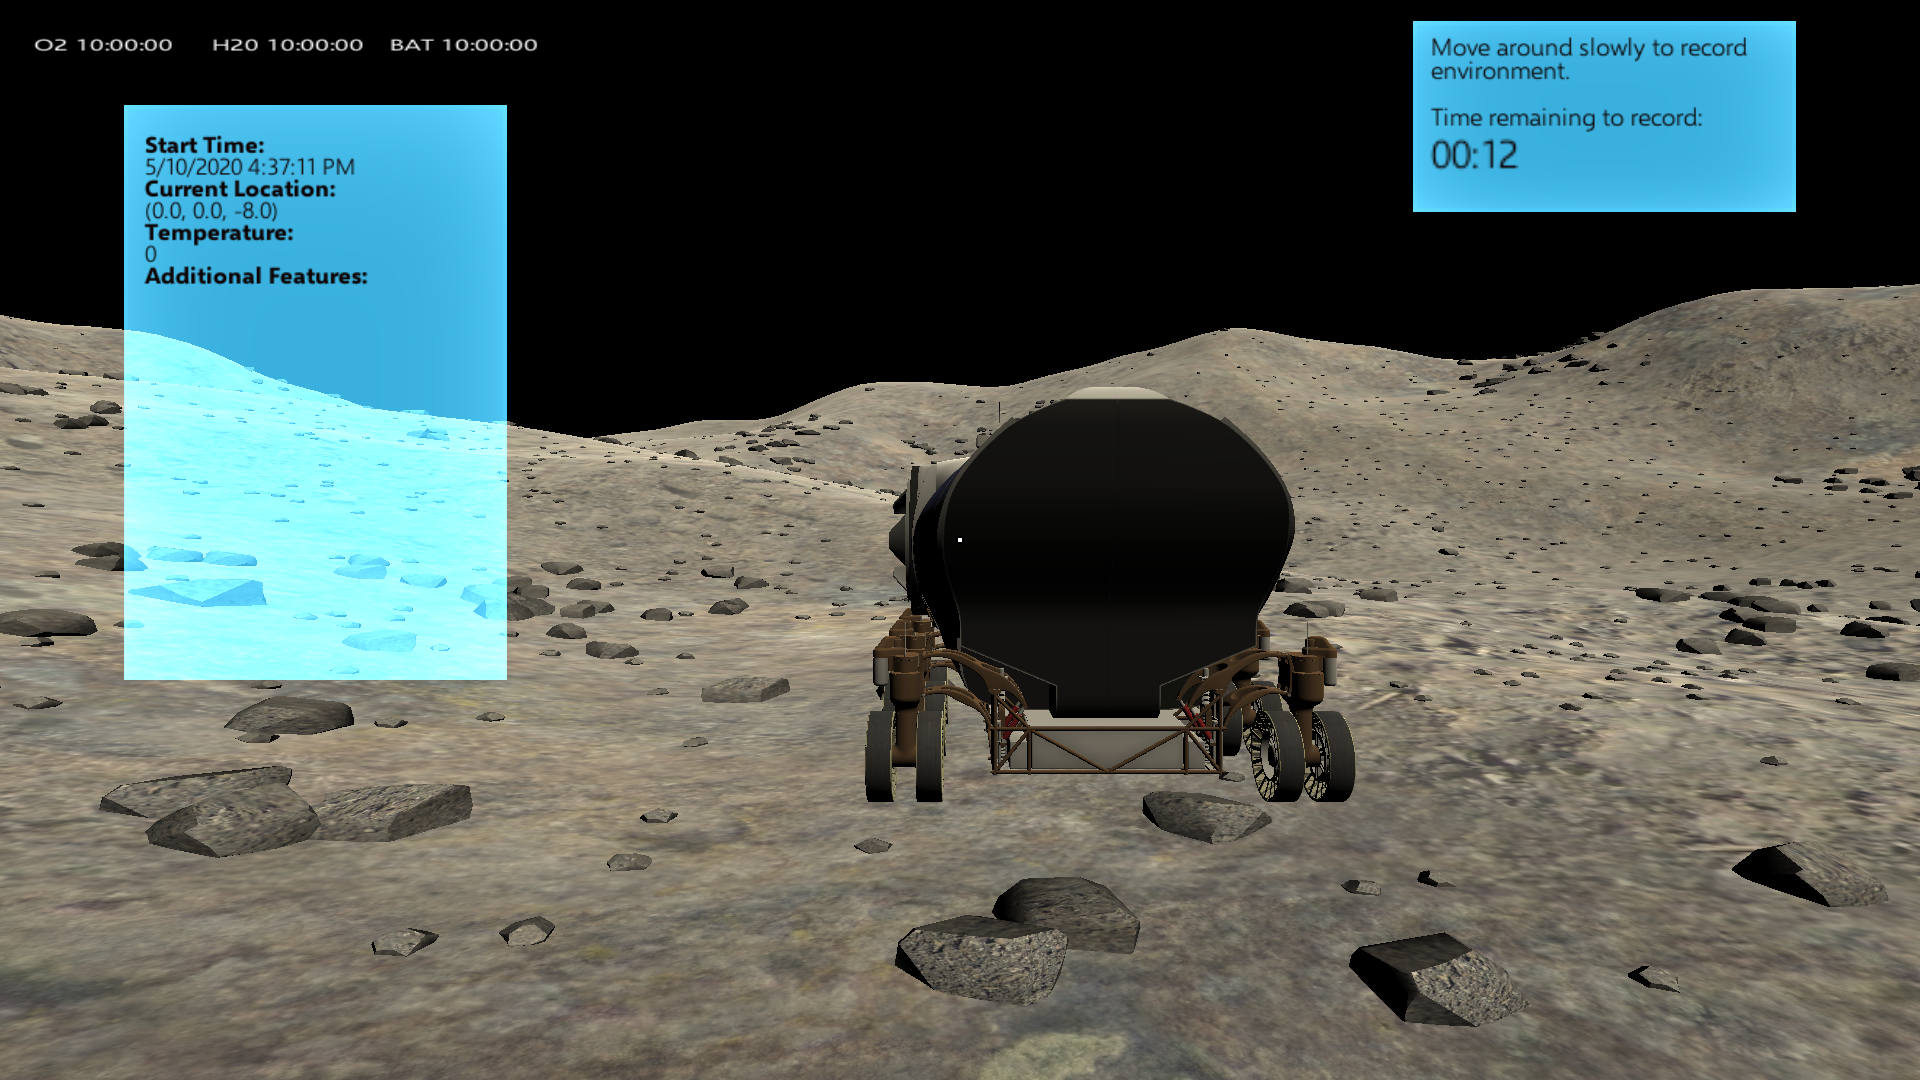 O2 10:00:00 H20 10:00:00 BAT 10:00:00
Move around slowly to record
environment.
Time remaining to record:
00:12
Start Time:
5/10/2020 4:37:11 PM
Current Location:
(0.0, 0.0, -8.0)
Temperature:
0
Additional Features: